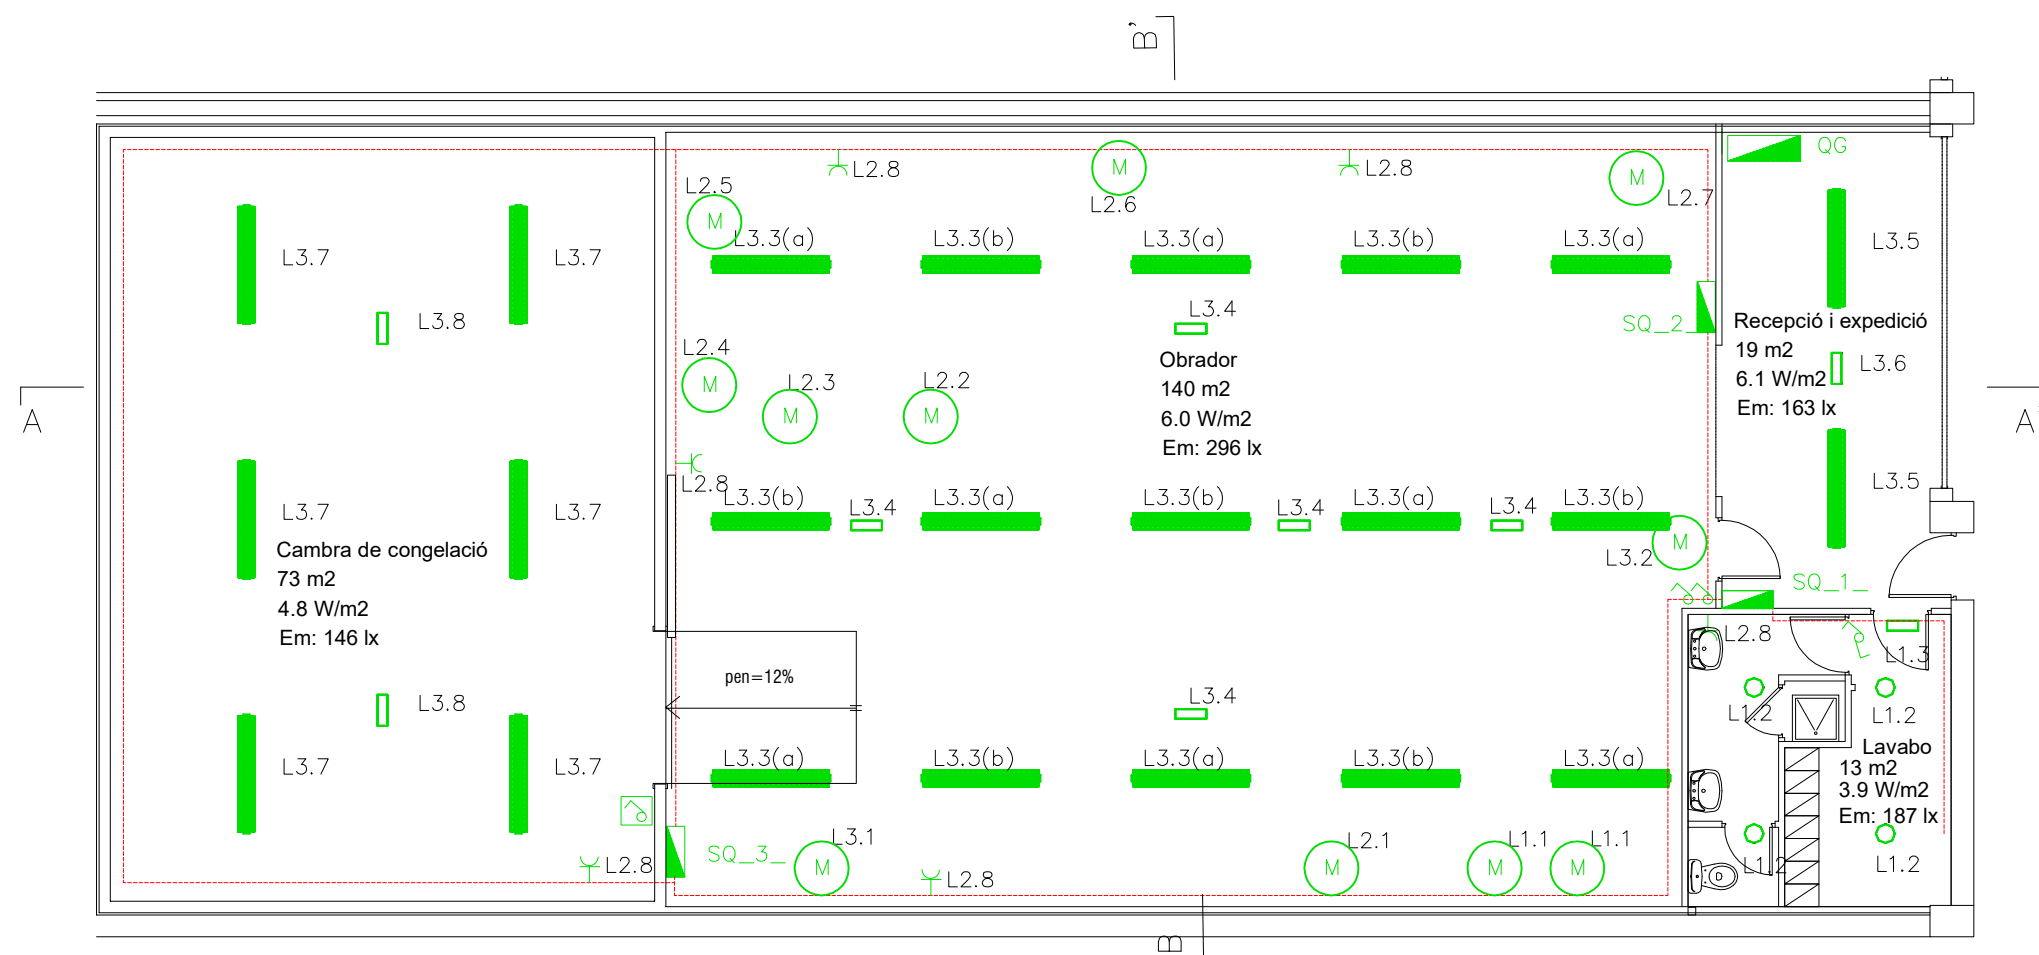 B'
QG
L2.8
L2.8
M
M
M
L2.5
L2.6
L2.7
M
L3.3(a)
L3.3(b)
L3.3(a)
L3.3(b)
L3.3(a)
L3.5
L3.7
L3.7
L3.8
L3.4
SQ_2_
Recepció i expedició
19 m2
6.1 W/m2
Em: 163 lx
L3.6
L2.4
M
L2.3
M
L2.2
M
Obrador
140 m2
6.0 W/m2
Em: 296 lx
A
A'
L2.8
L3.3(b)
L3.3(a)
L3.3(b)
L3.3(a)
L3.3(b)
L3.5
L3.4
L3.4
L3.4
L3.7
L3.7
M
L3.2
Cambra de congelació
73 m2
4.8 W/m2
Em: 146 lx
SQ_1_
L2.8
L1.3
pen=12%
L3.8
L3.4
L1.2
L1.2
Lavabo
13 m2
3.9 W/m2
Em: 187 lx
L3.3(a)
L3.3(b)
L3.3(a)
L3.3(b)
L3.3(a)
L3.7
L3.7
SQ_3_
L3.1
M
L2.1
M
L1.1
M
L1.1
M
L1.2
L1.2
L2.8
L2.8
B